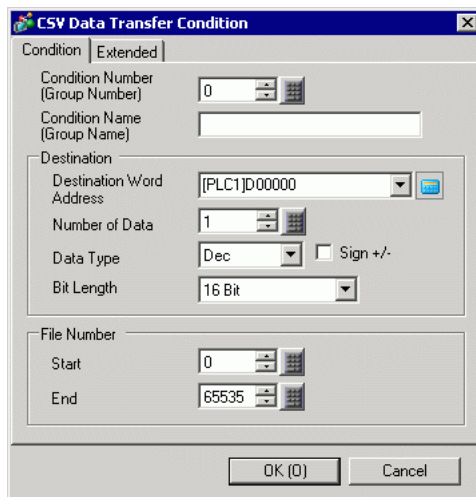 CSV Data Transfer Condition
Condition Extended
Condition Number
(Group Number)
0
Condition Name
(Group Name)
Destination
Destination Word
Address
[PLC1]D00000
Number of Data
1
Data Type
Dec
Sign +/-
Bit Length
16 Bit
File Number
Start
0
End
65535
OK (O)
Cancel